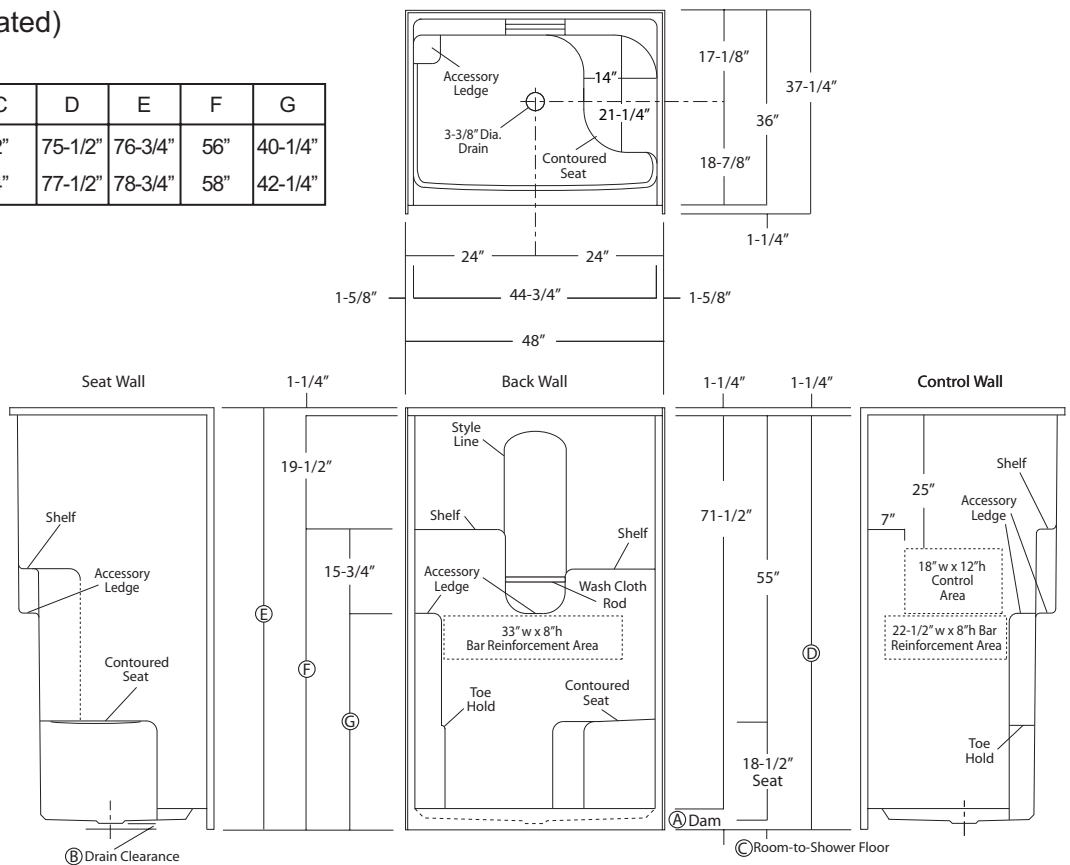 ated)
C D E F G
2” 75-1/2” 76-3/4” 56” 40-1/4”
77-1/2” 78-3/4” 58” 42-1/4”
Accessory
Ledge
3-3/8” Dia.
Drain
14”
21-1/4”
Contoured
Seat
17-1/8”
37-1/4”
36”
18-7/8”
1-1/4”
24”
24”
1-5/8”
44-3/4”
1-5/8”
48”
Seat Wall
1-1/4”
Back Wall
1-1/4”
1-1/4”
Control Wall
Shelf
Accessory
Ledge
Contoured
Seat
B Drain Clearance
E
19-1/2”
F
15-3/4”
G
Style
Line
Shelf
Shelf
Accessory
Ledge
Wash Cloth
Rod
33” w x 8”h
Bar Reinforcement Area
Toe
Hold
Contoured
Seat
71-1/2”
55”
18-1/2”
Seat
A Dam
D
C Room-to-Shower Floor
25”
Shelf
7”
Accessory
Ledge
18” w x 12”h
Control
Area
22-1/2” w x 8”h Bar
Reinforcement Area
Toe
Hold